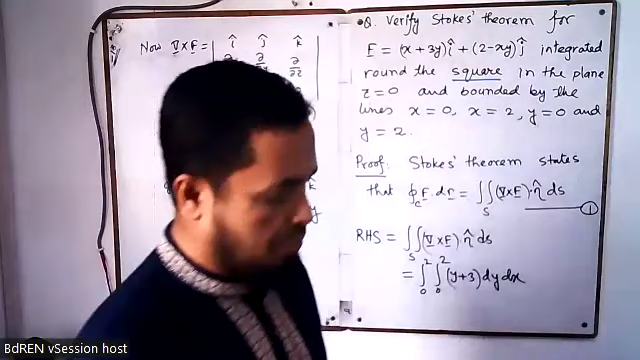 Now ∇×F = | î ĵ k̂ |
∂/∂y ∂/∂z
k̂
y
Q. Verify Stokes' theorem for
F = (x + 3y)î + (2-xy)ĵ integrated
round the square in the plane
z = 0 and bounded by the
lines x = 0, x = 2, y = 0 and
y = 2.
Proof: Stokes' theorem states
that ∮_C F . dr = ∬_S (∇×F) . n̂ ds
①
RHS = ∬_S (∇×F) . n̂ ds
= ∫₀² ∫₀² (y+3) dy dx
BdREN vSession host